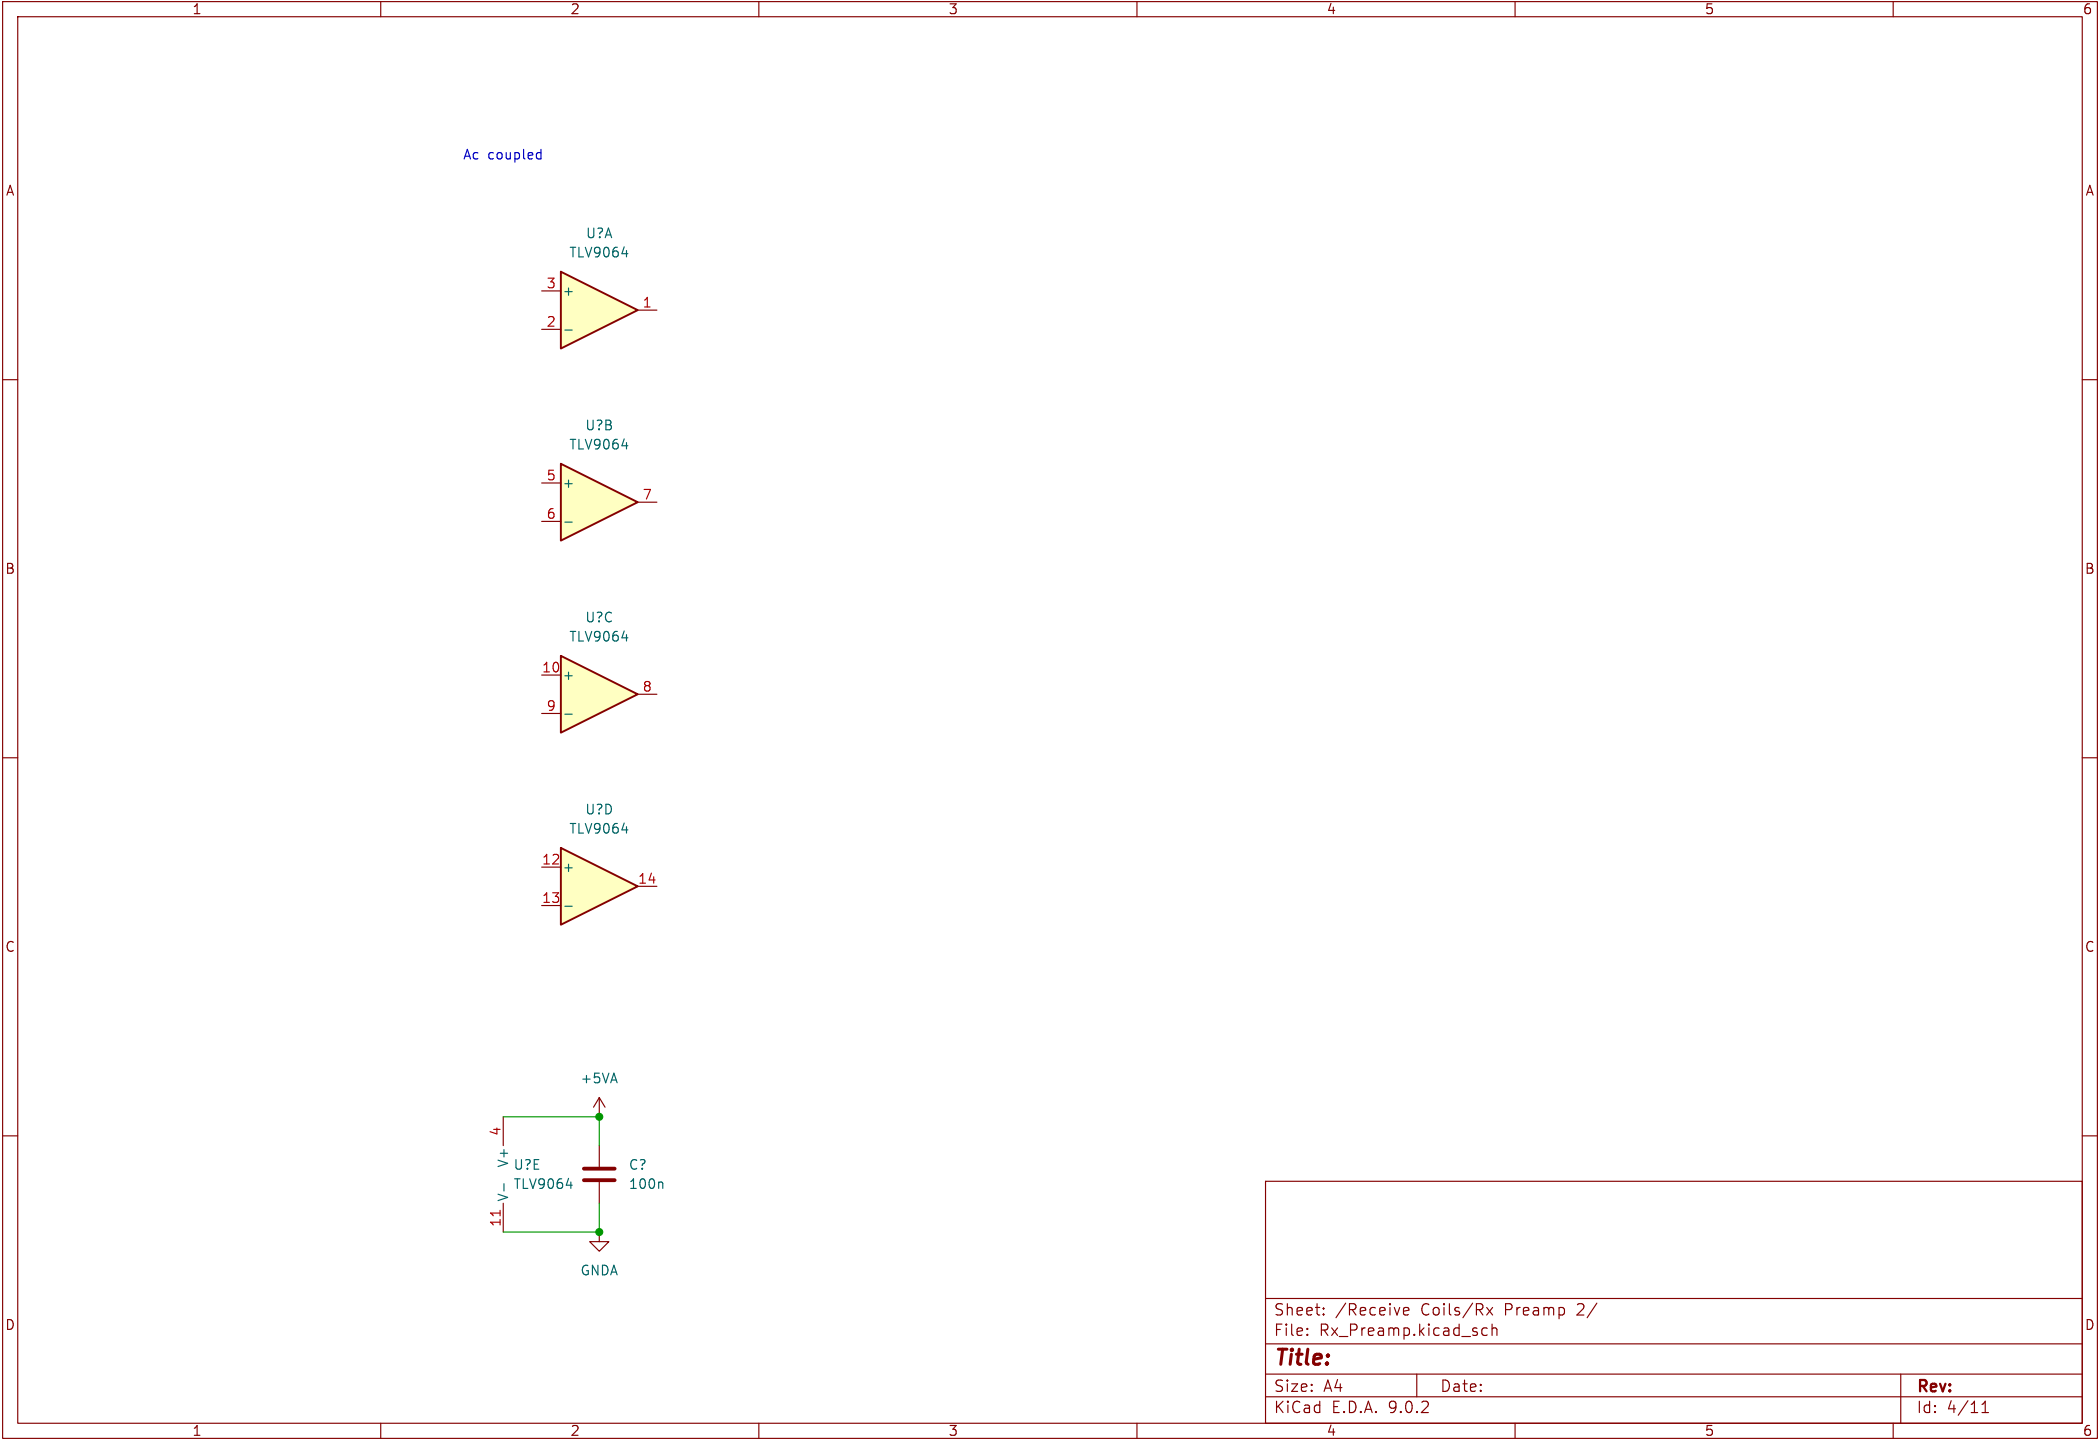 1 2 3 4 5 6
Ac coupled
A A
U?A
TLV9064
3 +
1
2 −
U?B
TLV9064
5 +
7
6 −
B B
U?C
TLV9064
10 +
8
9 −
U?D
TLV9064
12 +
14
13 −
C C
+5VA
4
V+
U?E
TLV9064
V-
11
C?
100n
GNDA
Sheet: /Receive Coils/Rx Preamp 2/
File: Rx_Preamp.kicad_sch
D D
Title:
Size: A4 Date: Rev:
KiCad E.D.A. 9.0.2 Id: 4/11
1 2 3 4 5 6